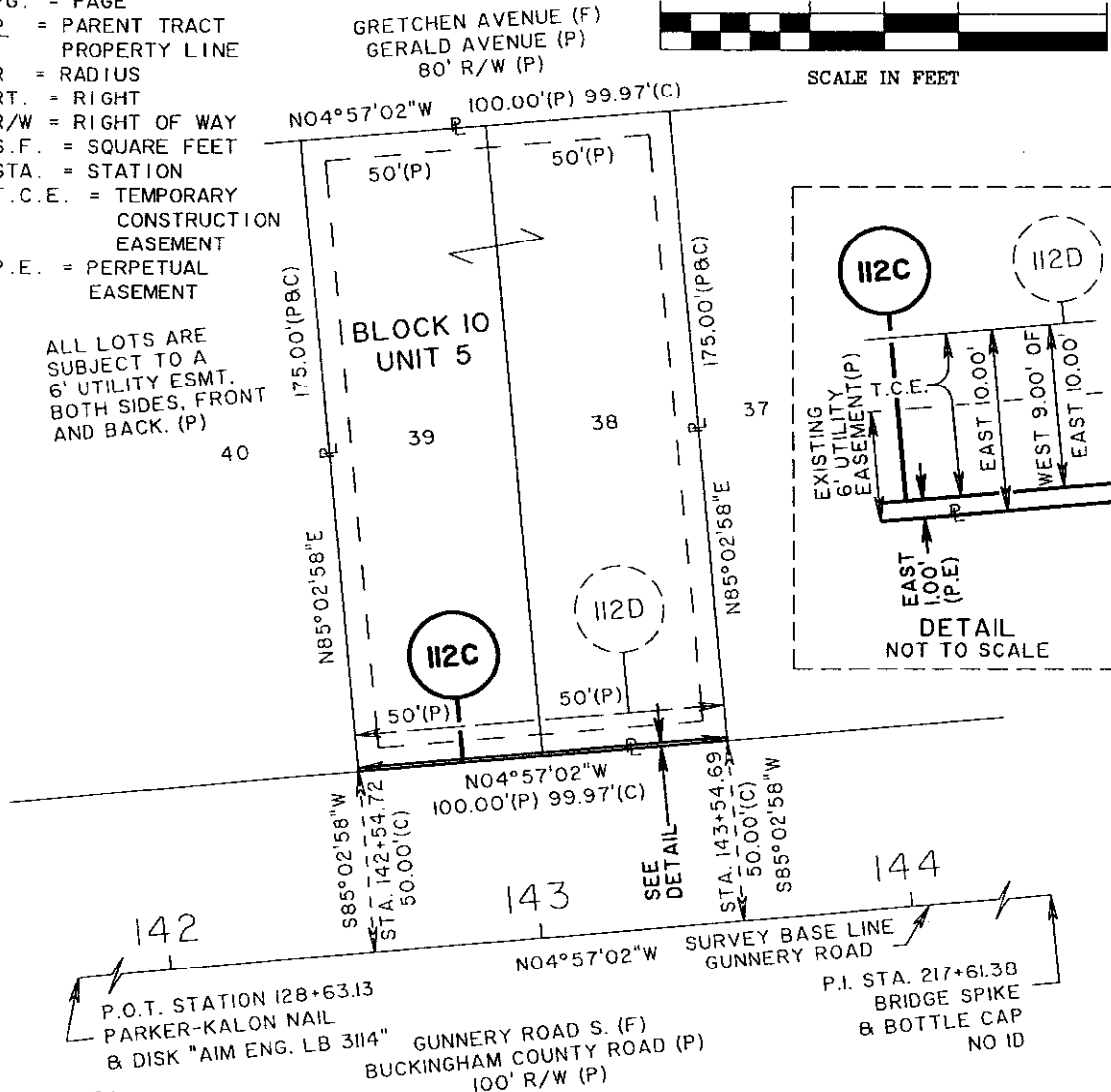 PG. = PAGE
P = PARENT TRACT
PROPERTY LINE
R = RADIUS
RT. = RIGHT
R/W = RIGHT OF WAY
S.F. = SQUARE FEET
STA. = STATION
T.C.E. = TEMPORARY
CONSTRUCTION
EASEMENT
P.E. = PERPETUAL
EASEMENT
ALL LOTS ARE
SUBJECT TO A
6' UTILITY ESMT.
BOTH SIDES, FRONT
AND BACK. (P)
GRETCHEN AVENUE (F)
GERALD AVENUE (P)
80' R/W (P)
SCALE IN FEET
N04°57'02"W 100.00'(P) 99.97'(C)
PL
50'(P)
50'(P)
175.00'(P&C)
175.00'(P&C)
BLOCK 10
UNIT 5
40
39
38
37
PL
PL
N85°02'58"E
N85°02'58"E
112C
112D
50'(P)
50'(P)
PL
N04°57'02"W
100.00'(P) 99.97'(C)
S85°02'58"W
STA. 142+54.72
50.00'(C)
SEE
DETAIL
STA. 143+54.69
50.00'(C)
S85°02'58"W
112C
112D
EXISTING
6' UTILITY
EASEMENT(P)
T.C.E.
EAST 10.00'
WEST 9.00' OF
EAST 10.00'
PL
EAST
1.00'
(P.E)
DETAIL
NOT TO SCALE
142
143
144
N04°57'02"W
SURVEY BASE LINE
GUNNERY ROAD
P.O.T. STATION 128+63.13
PARKER-KALON NAIL
& DISK "AIM ENG. LB 3114"
P.I. STA. 217+61.38
BRIDGE SPIKE
& BOTTLE CAP
NO ID
GUNNERY ROAD S. (F)
BUCKINGHAM COUNTY ROAD (P)
100' R/W (P)